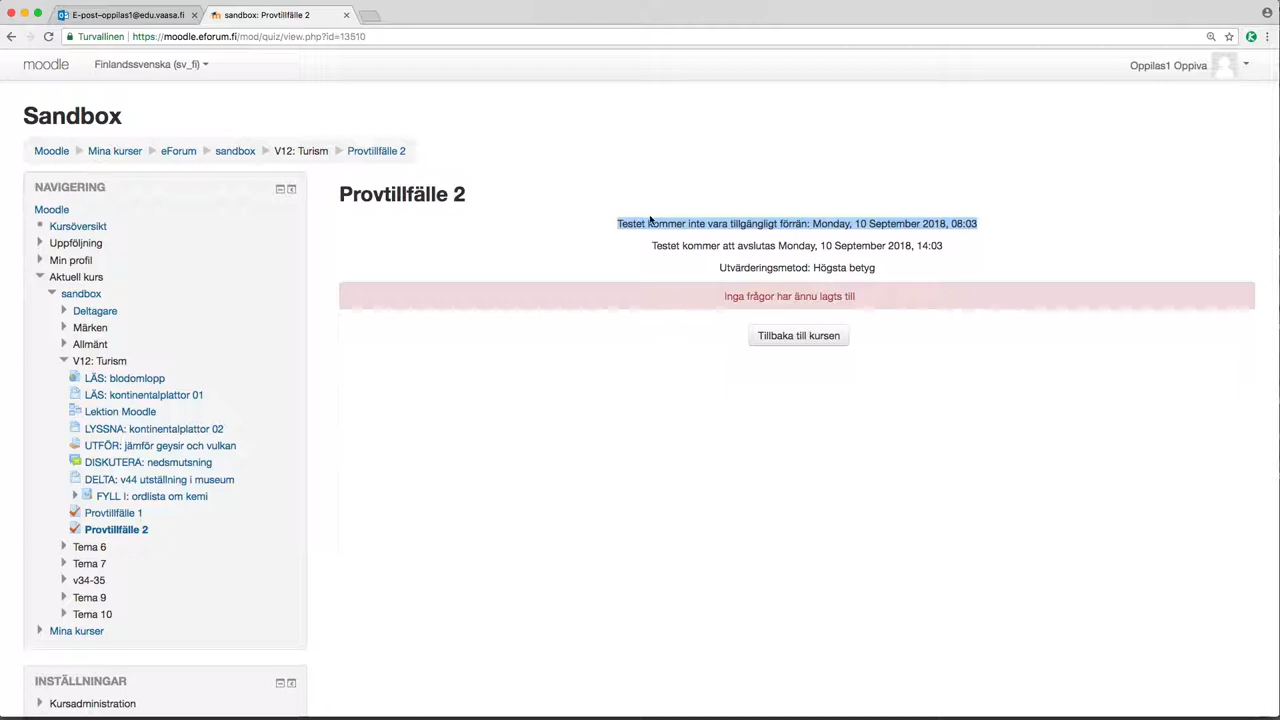 E-post-oppilas1@edu.vaasa.fi
sandbox: Provtillfälle 2
Turvallinen
https://moodle.eforum.fi/mod/quiz/view.php?id=13510
moodle
Finlandssvenska (sv_fi)
Oppilas1 Oppiva
Sandbox
Moodle
Mina kurser
eForum
sandbox
V12: Turism
Provtillfälle 2
NAVIGERING
Moodle
Kursöversikt
Uppföljning
Min profil
Aktuell kurs
sandbox
Deltagare
Märken
Allmänt
V12: Turism
LÄS: blodomlopp
LÄS: kontinentalplattor 01
Lektion Moodle
LYSSNA: kontinentalplattor 02
UTFÖR: jämför geysir och vulkan
DISKUTERA: nedsmutsning
DELTA: v44 utställning i museum
FYLL I: ordlista om kemi
Provtillfälle 1
Provtillfälle 2
Tema 6
Tema 7
v34-35
Tema 9
Tema 10
Mina kurser
INSTÄLLNINGAR
Kursadministration
Provtillfälle 2
Testet kommer inte vara tillgängligt förrän: Monday, 10 September 2018, 08:03
Testet kommer att avslutas Monday, 10 September 2018, 14:03
Utvärderingsmetod: Högsta betyg
Inga frågor har ännu lagts till
Tillbaka till kursen